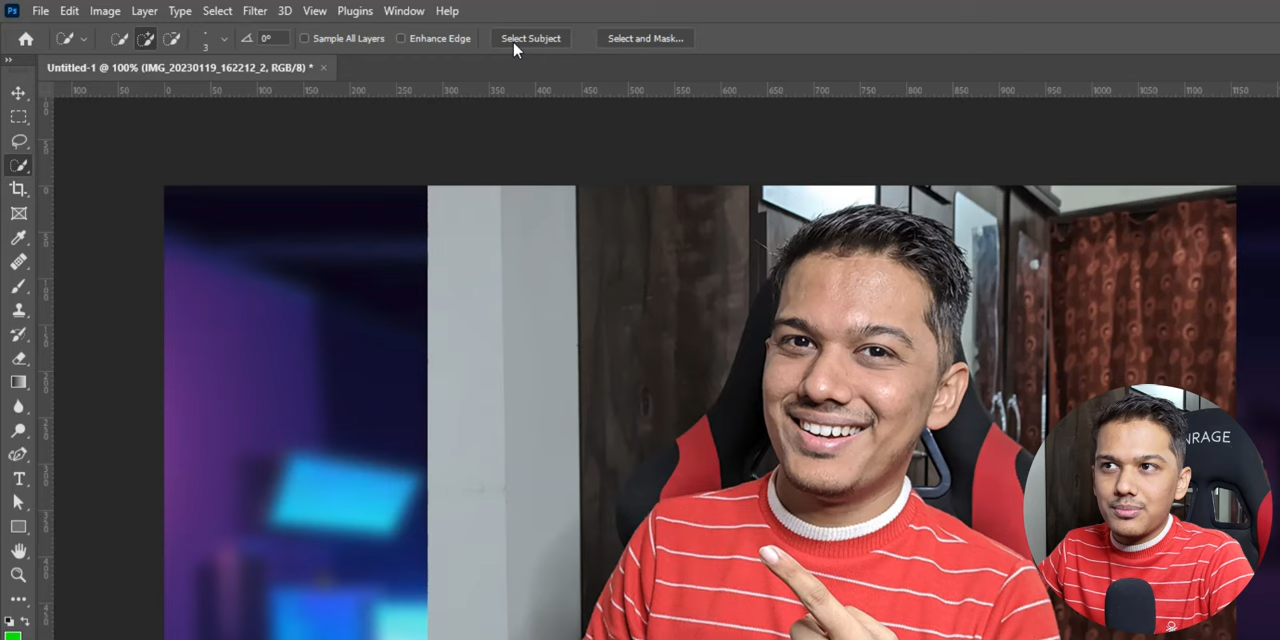 Ps File Edit Image Layer Type Select Filter 3D View Plugins Window Help
3 0° Sample All Layers Enhance Edge Select Subject Select and Mask...
Untitled-1 @ 100% (IMG_20230119_162212_2, RGB/8) * ×
100 50 0 50 100 150 200 250 300 350 400 450 500 550 600 650 700 750 800 850 900 950 1000 1050 1100 1150
NRAGE